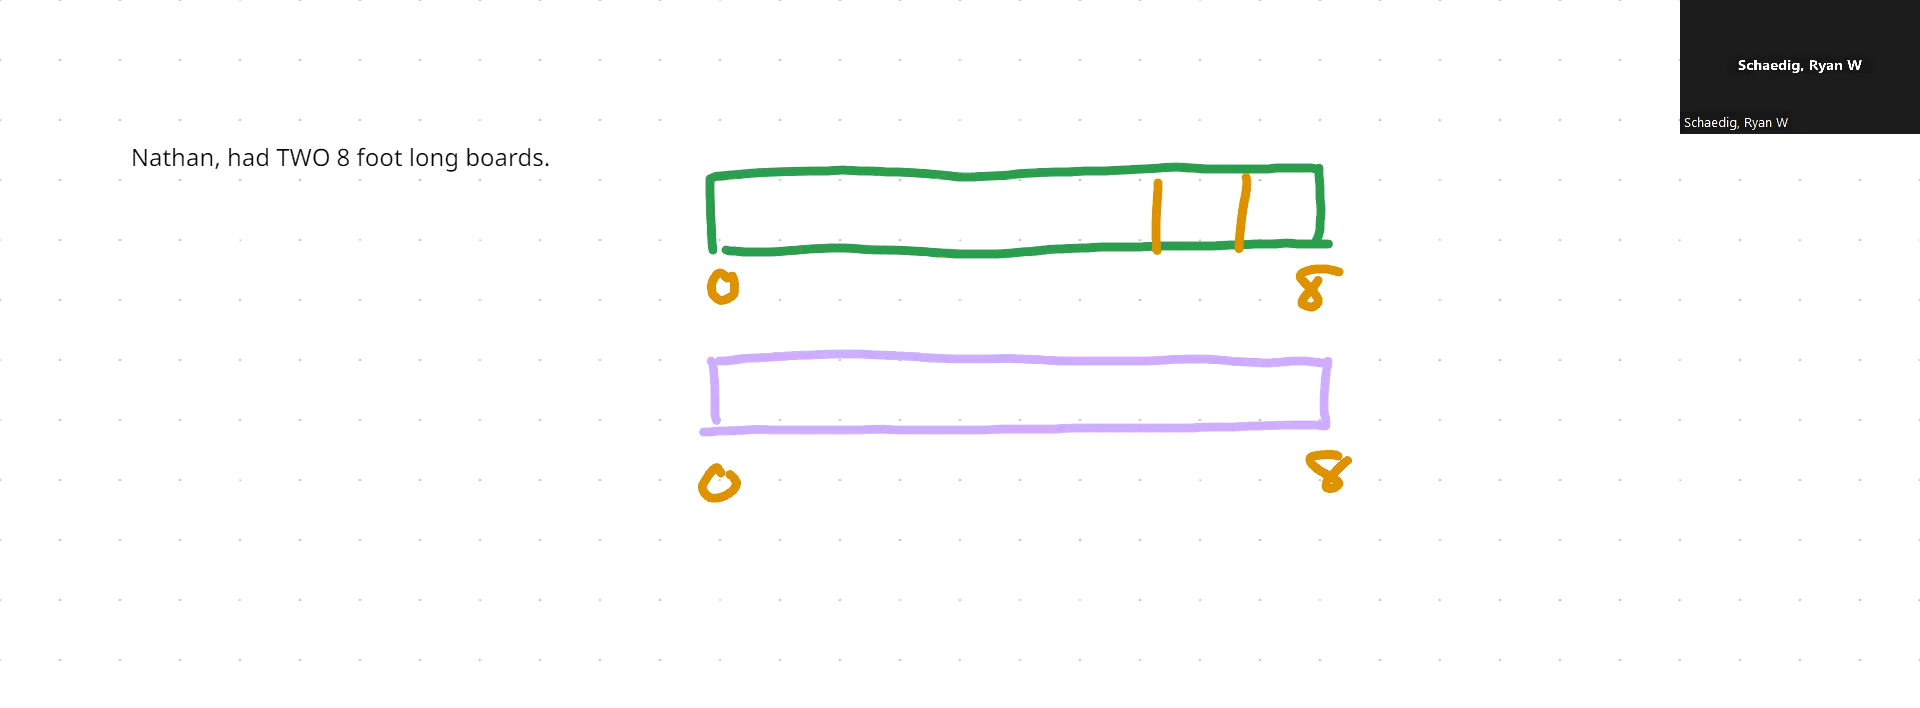 Schaedig, Ryan W
Schaedig, Ryan W
Nathan, had TWO 8 foot long boards.
0 8
0 8